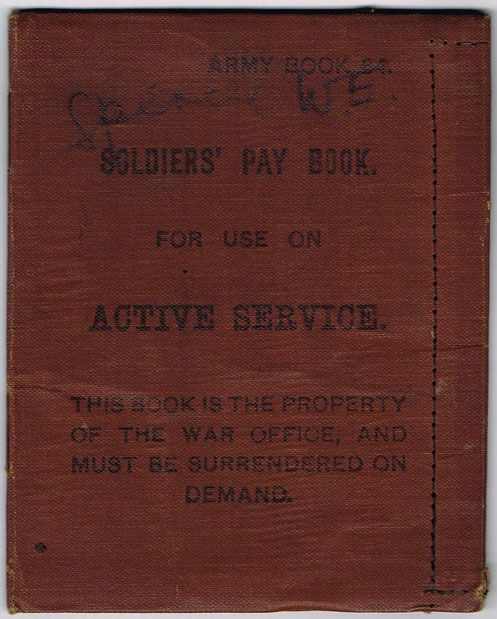 ARMY BOOK 64.
W.E.
SOLDIERS' PAY BOOK.
FOR USE ON
ACTIVE SERVICE.
THIS BOOK IS THE PROPERTY
OF THE WAR OFFICE, AND
MUST BE SURRENDERED ON
DEMAND.